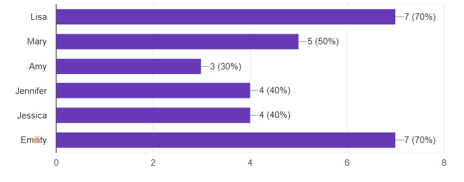 Lisa 7 (70%)
Mary 5 (50%)
Amy 3 (30%)
Jennifer 4 (40%)
Jessica 4 (40%)
Emility 7 (70%)
0 2 4 6 8